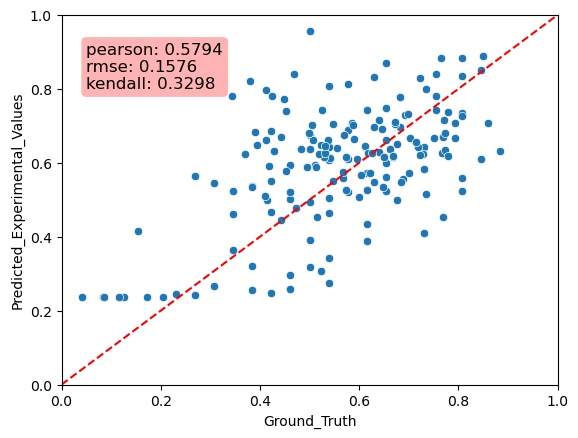 pearson: 0.5794
rmse: 0.1576
kendall: 0.3298
1.0
0.8
0.6
0.4
0.2
0.0
Predicted_Experimental_Values
0.0 0.2 0.4 0.6 0.8 1.0
Ground_Truth